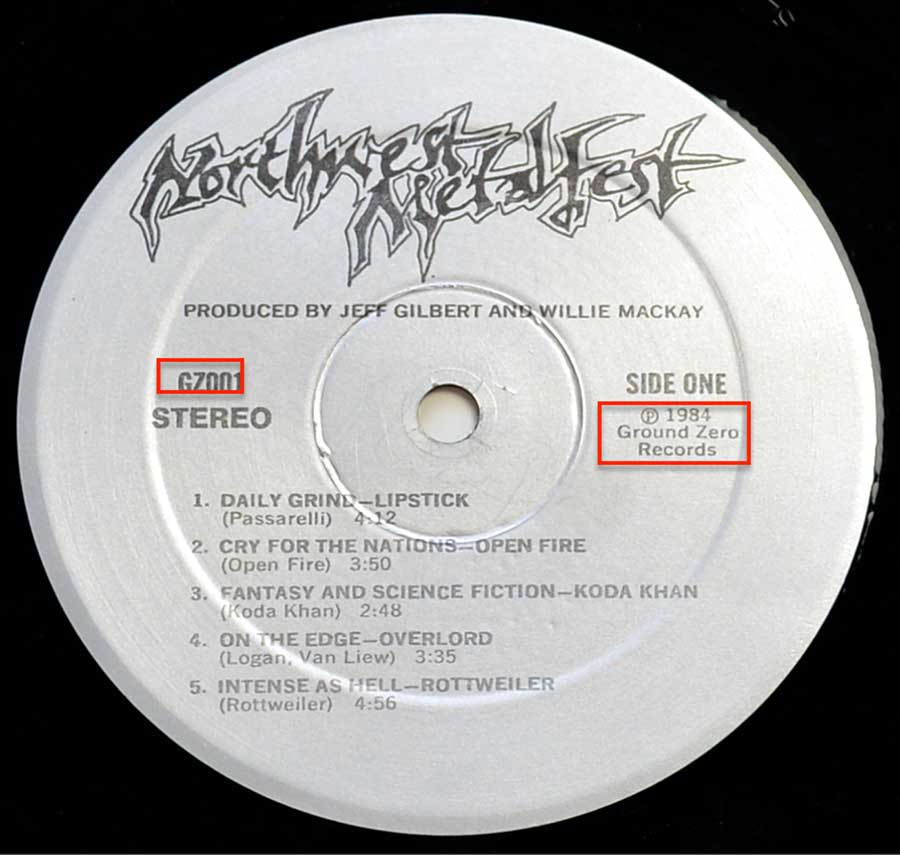 Northwest
Metalfest
PRODUCED BY JEFF GILBERT AND WILLIE MACKAY
GZ001
STEREO
SIDE ONE
℗ 1984
Ground Zero
Records
1. DAILY GRIND—LIPSTICK
(Passarelli) 4:12
2. CRY FOR THE NATIONS—OPEN FIRE
(Open Fire) 3:50
3. FANTASY AND SCIENCE FICTION—KODA KHAN
(Koda Khan) 2:48
4. ON THE EDGE—OVERLORD
(Logan, Van Liew) 3:35
5. INTENSE AS HELL—ROTTWEILER
(Rottweiler) 4:56